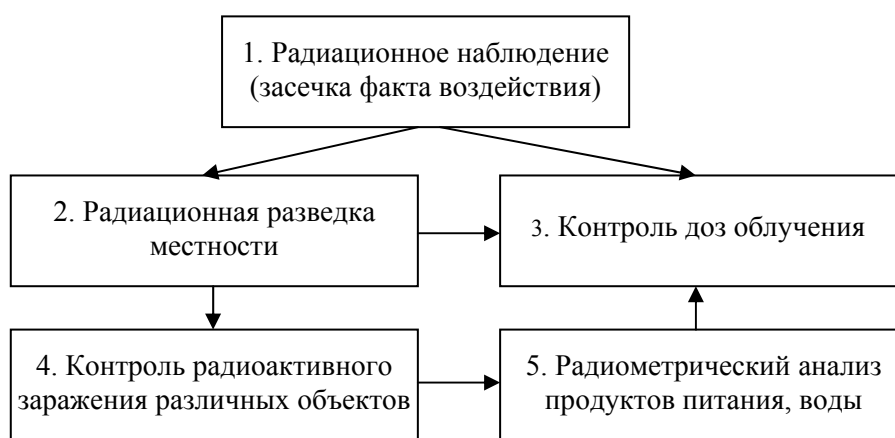 1. Радиационное наблюдение
(засечка факта воздействия)
2. Радиационная разведка
местности
3. Контроль доз облучения
4. Контроль радиоактивного
заражения различных объектов
5. Радиометрический анализ
продуктов питания, воды